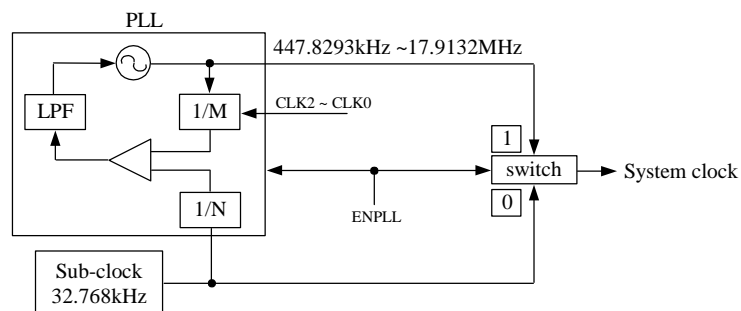 PLL
447.8293kHz ~17.9132MHz
LPF
1/M
CLK2 ~ CLK0
1
switch
System clock
0
1/N
ENPLL
Sub-clock
32.768kHz